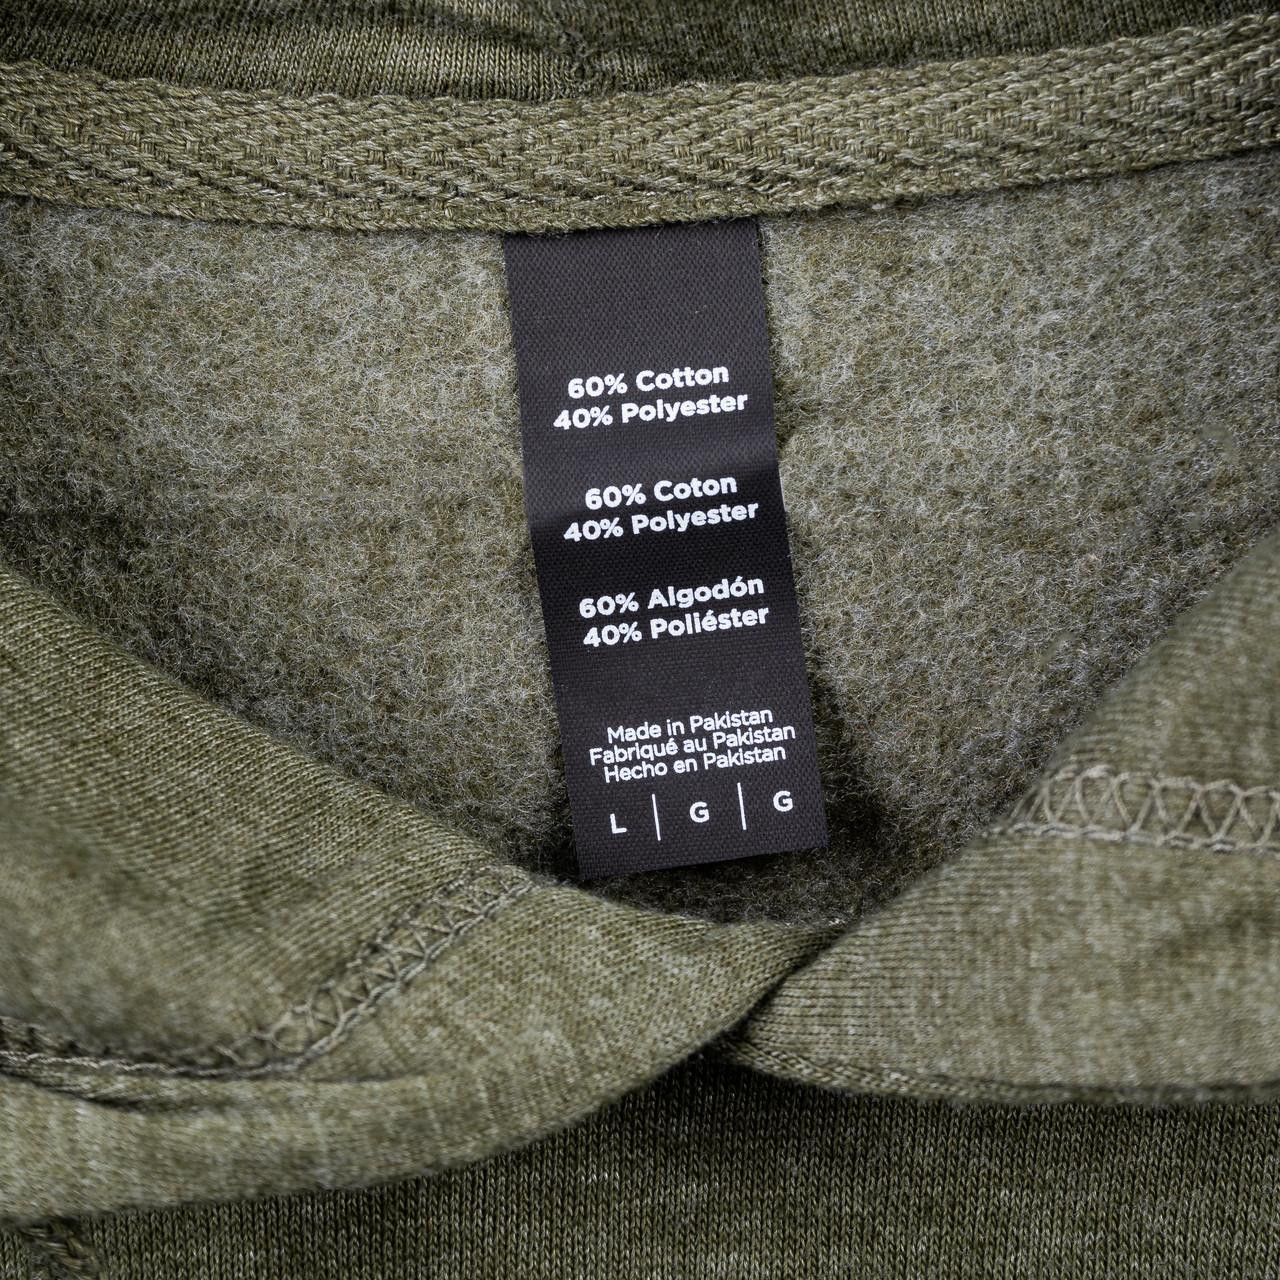 60% Cotton
40% Polyester
60% Coton
40% Polyester
60% Algodón
40% Poliéster
Made in Pakistan
Fabriqué au Pakistan
Hecho en Pakistan
L | G | G